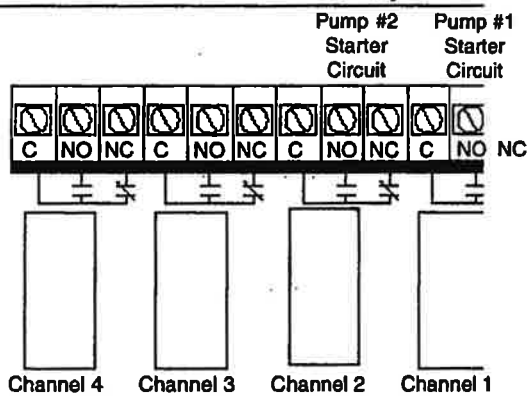 Pump #2 Pump #1
Starter Starter
Circuit Circuit
C NO NC C NO NC C NO NC C NO NC
Channel 4 Channel 3 Channel 2 Channel 1